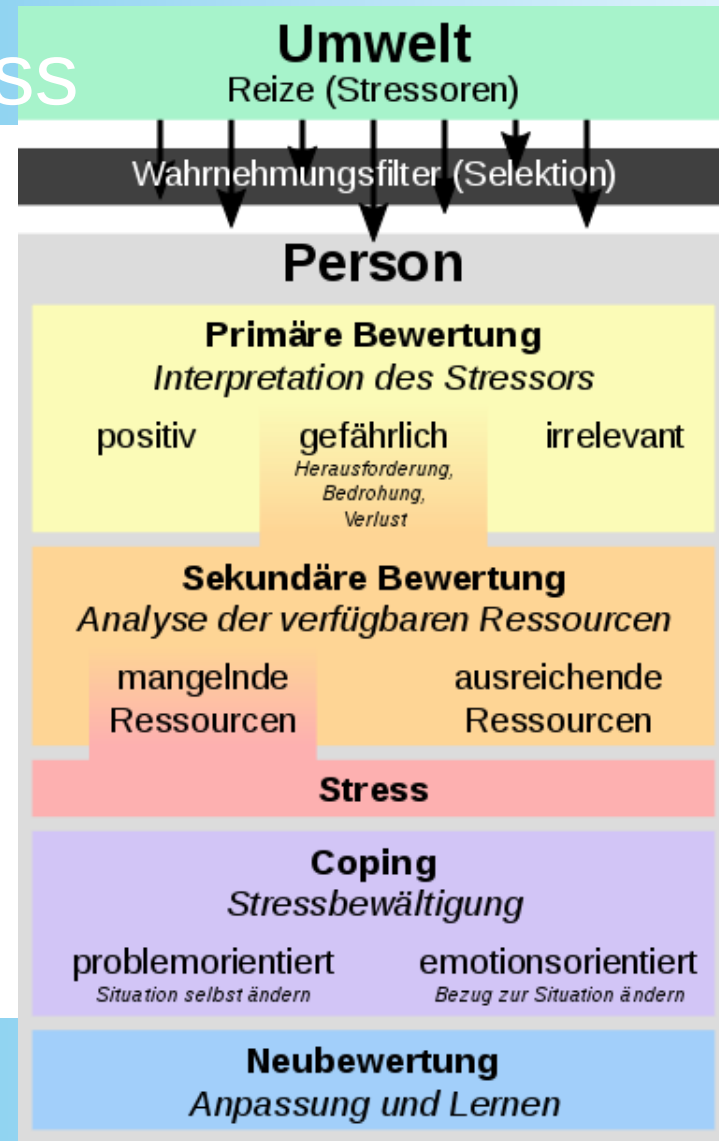 ss
Umwelt
Reize (Stressoren)
Wahrnehmungsfilter (Selektion)
Person
Primäre Bewertung
Interpretation des Stressors
positiv gefährlich irrelevant
Herausforderung,
Bedrohung,
Verlust
Sekundäre Bewertung
Analyse der verfügbaren Ressourcen
mangelnde ausreichende
Ressourcen Ressourcen
Stress
Coping
Stressbewältigung
problemorientiert emotionsorientiert
Situation selbst ändern Bezug zur Situation ändern
Neubewertung
Anpassung und Lernen